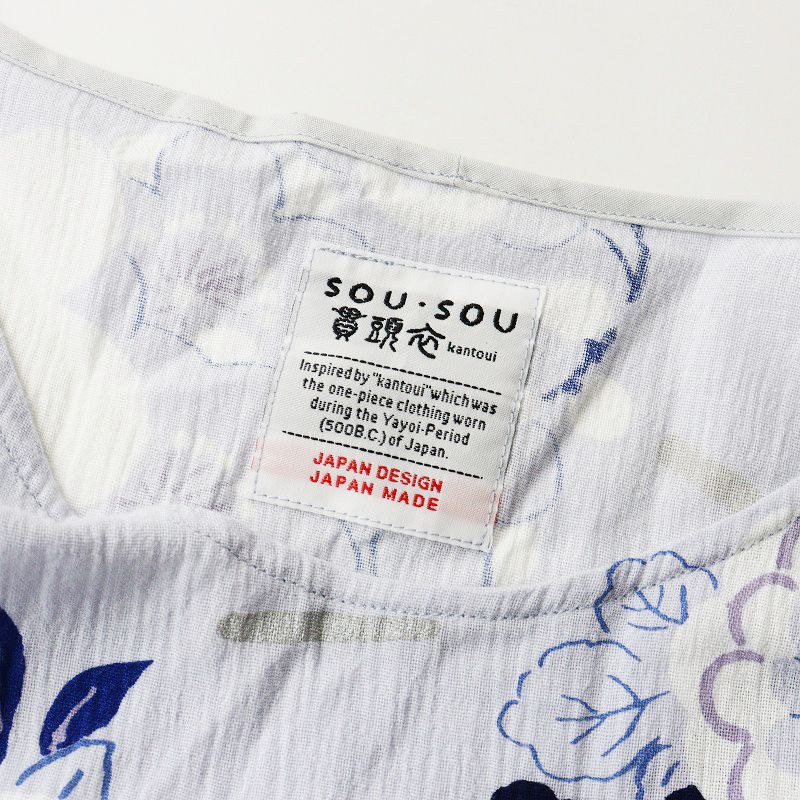 SOU・SOU
貫頭衣 kantoui
Inspired by "kantoui" which was
the one-piece clothing worn
during the Yayoi-Period
(500B.C.) of Japan.
JAPAN DESIGN
JAPAN MADE